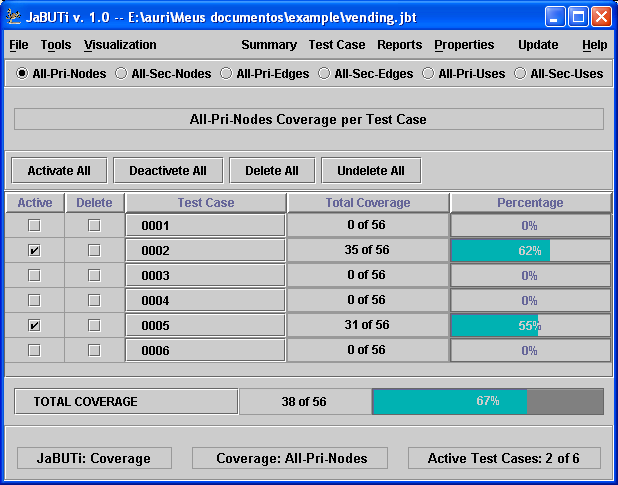 JaBUTi v. 1.0 -- E:\auri\Meus documentos\example\vending.jbt
File Tools Visualization Summary Test Case Reports Properties Update Help
All-Pri-Nodes All-Sec-Nodes All-Pri-Edges All-Sec-Edges All-Pri-Uses All-Sec-Uses
All-Pri-Nodes Coverage per Test Case
Activate All Deactivete All Delete All Undelete All
Active Delete Test Case Total Coverage Percentage
0001 0 of 56 0%
0002 35 of 56 62%
0003 0 of 56 0%
0004 0 of 56 0%
0005 31 of 56 55%
0006 0 of 56 0%
TOTAL COVERAGE 38 of 56 67%
JaBUTi: Coverage Coverage: All-Pri-Nodes Active Test Cases: 2 of 6